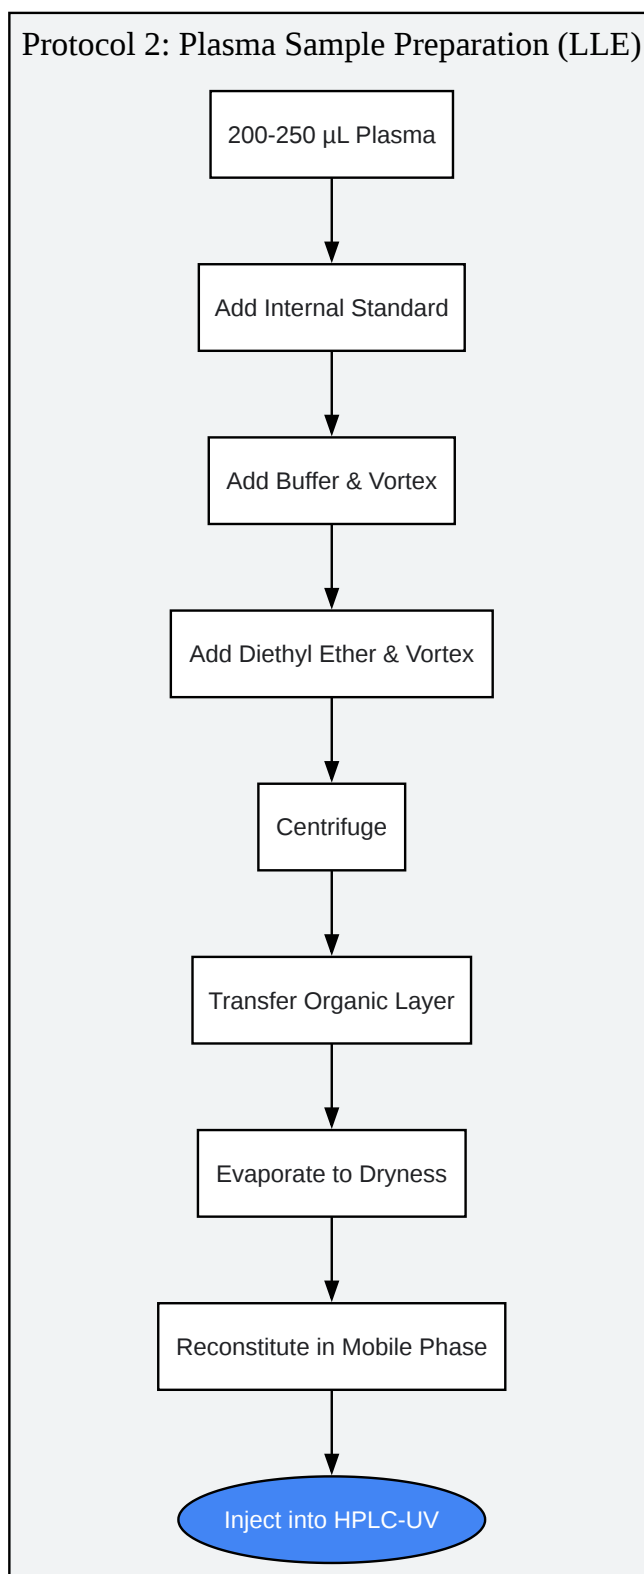 Protocol 2: Plasma Sample Preparation (LLE)
200-250 µL Plasma
Add Internal Standard
Add Buffer & Vortex
Add Diethyl Ether & Vortex
Centrifuge
Transfer Organic Layer
Evaporate to Dryness
Reconstitute in Mobile Phase
Inject into HPLC-UV